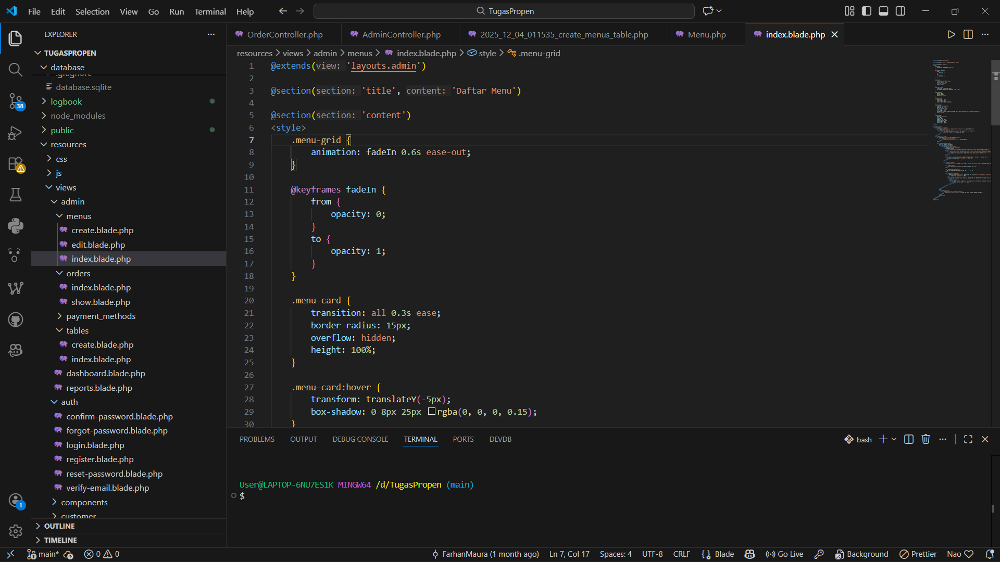 File Edit Selection View Go Run Terminal Help
TugasPropen
EXPLORER
TUGASPROPEN
database
.gitignore
database.sqlite
logbook
node_modules
public
resources
css
js
views
admin
menus
create.blade.php
edit.blade.php
index.blade.php
orders
index.blade.php
show.blade.php
payment_methods
tables
create.blade.php
index.blade.php
dashboard.blade.php
reports.blade.php
auth
confirm-password.blade.php
forgot-password.blade.php
login.blade.php
register.blade.php
reset-password.blade.php
verify-email.blade.php
components
customer
OUTLINE
TIMELINE
38
1
OrderController.php AdminController.php 2025_12_04_011535_create_menus_table.php Menu.php index.blade.php
resources > views > admin > menus > index.blade.php > style > .menu-grid
1 @extends(view: 'layouts.admin')
2
3 @section(section: 'title', content: 'Daftar Menu')
4
5 @section(section: 'content')
6 <style>
7 .menu-grid {
8 animation: fadeIn 0.6s ease-out;
9 }
10
11 @keyframes fadeIn {
12 from {
13 opacity: 0;
14 }
15 to {
16 opacity: 1;
17 }
18 }
19
20 .menu-card {
21 transition: all 0.3s ease;
22 border-radius: 15px;
23 overflow: hidden;
24 height: 100%;
25 }
26
27 .menu-card:hover {
28 transform: translateY(-5px);
29 box-shadow: 0 8px 25px rgba(0, 0, 0, 0.15);
30 }
PROBLEMS OUTPUT DEBUG CONSOLE TERMINAL PORTS DEVDB
bash
User@LAPTOP-6NU7ES1K MINGW64 /d/TugasPropen (main)
$
main* 0 0 FarhanMaura (1 month ago) Ln 7, Col 17 Spaces: 4 UTF-8 CRLF Blade Go Live Background Prettier Nao